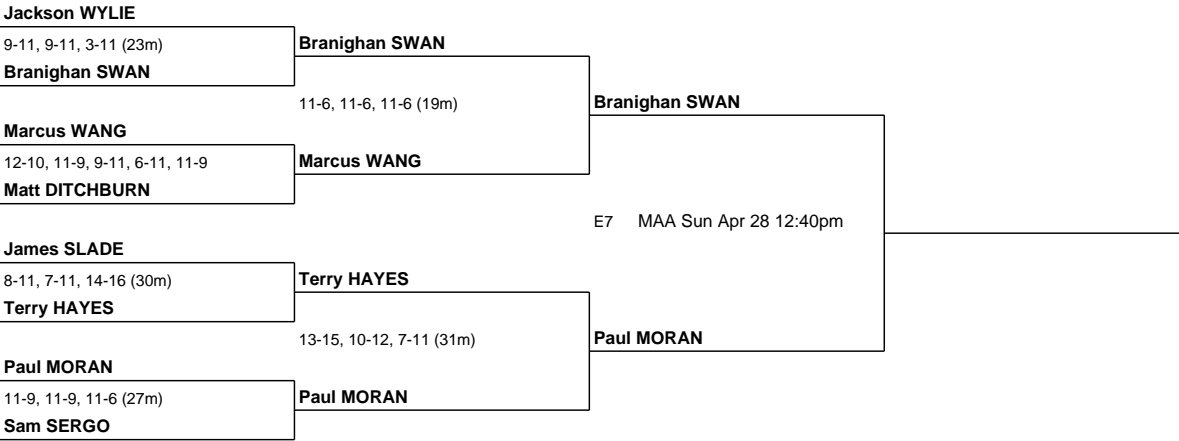 Jackson WYLIE
9-11, 9-11, 3-11 (23m)
Branighan SWAN
Branighan SWAN
11-6, 11-6, 11-6 (19m)
Branighan SWAN
Marcus WANG
12-10, 11-9, 9-11, 6-11, 11-9
Marcus WANG
Matt DITCHBURN
E7 MAA Sun Apr 28 12:40pm
James SLADE
8-11, 7-11, 14-16 (30m)
Terry HAYES
Terry HAYES
13-15, 10-12, 7-11 (31m)
Paul MORAN
Paul MORAN
11-9, 11-9, 11-6 (27m)
Paul MORAN
Sam SERGO